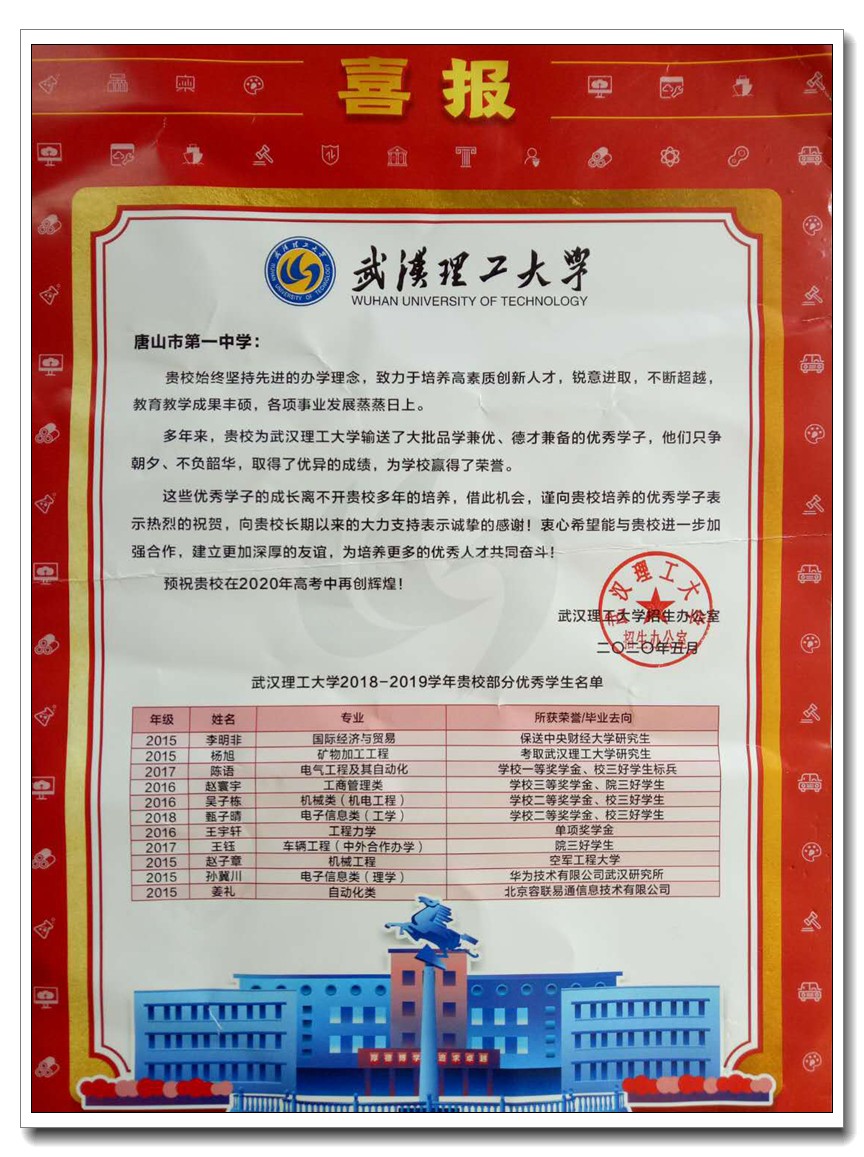 喜报
武汉理工大学
WUHAN UNIVERSITY OF TECHNOLOGY
唐山市第一中学：
贵校始终坚持先进的办学理念，致力于培养高素质创新人才，锐意进取，不断超越，
教育教学成果丰硕，各项事业发展蒸蒸日上。
多年来，贵校为武汉理工大学输送了大批品学兼优、德才兼备的优秀学子，他们只争
朝夕、不负韶华，取得了优异的成绩，为学校赢得了荣誉。
这些优秀学子的成长离不开贵校多年的培养，借此机会，谨向贵校培养的优秀学子表
示热烈的祝贺，向贵校长期以来的大力支持表示诚挚的感谢！衷心希望能与贵校进一步加
强合作，建立更加深厚的友谊，为培养更多的优秀人才共同奋斗！
预祝贵校在2020年高考中再创辉煌！
武汉理工大学招生办公室
二〇二〇年五月
武汉理工大学
招生办公室
武汉理工大学2018-2019学年贵校部分优秀学生名单
年级 姓名 专业 所获荣誉/毕业去向
2015 李明非 国际经济与贸易 保送中央财经大学研究生
2015 杨旭 矿物加工工程 考取武汉理工大学研究生
2017 陈语 电气工程及其自动化 学校一等奖学金、校三好学生标兵
2016 赵寰宇 工商管理类 学校三等奖学金、院三好学生
2016 吴子栋 机械类（机电工程） 学校二等奖学金、校三好学生
2018 甄子晴 电子信息类（工学） 学校二等奖学金、校三好学生
2016 王宇轩 工程力学 单项奖学金
2017 王钰 车辆工程（中外合作办学） 院三好学生
2015 赵子章 机械工程 空军工程大学
2015 孙冀川 电子信息类（理学） 华为技术有限公司武汉研究所
2015 姜礼 自动化类 北京容联易通信息技术有限公司
厚德博学 追求卓越